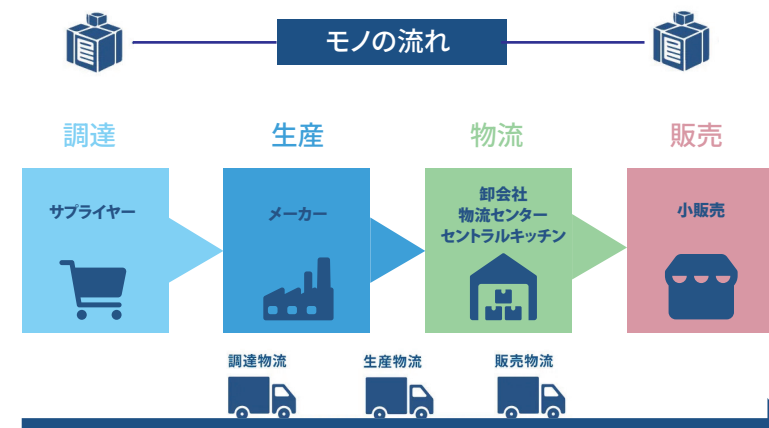 モノの流れ
調達
生産
物流
販売
サプライヤー
メーカー
卸会社
物流センター
セントラルキッチン
小販売
調達物流
生産物流
販売物流